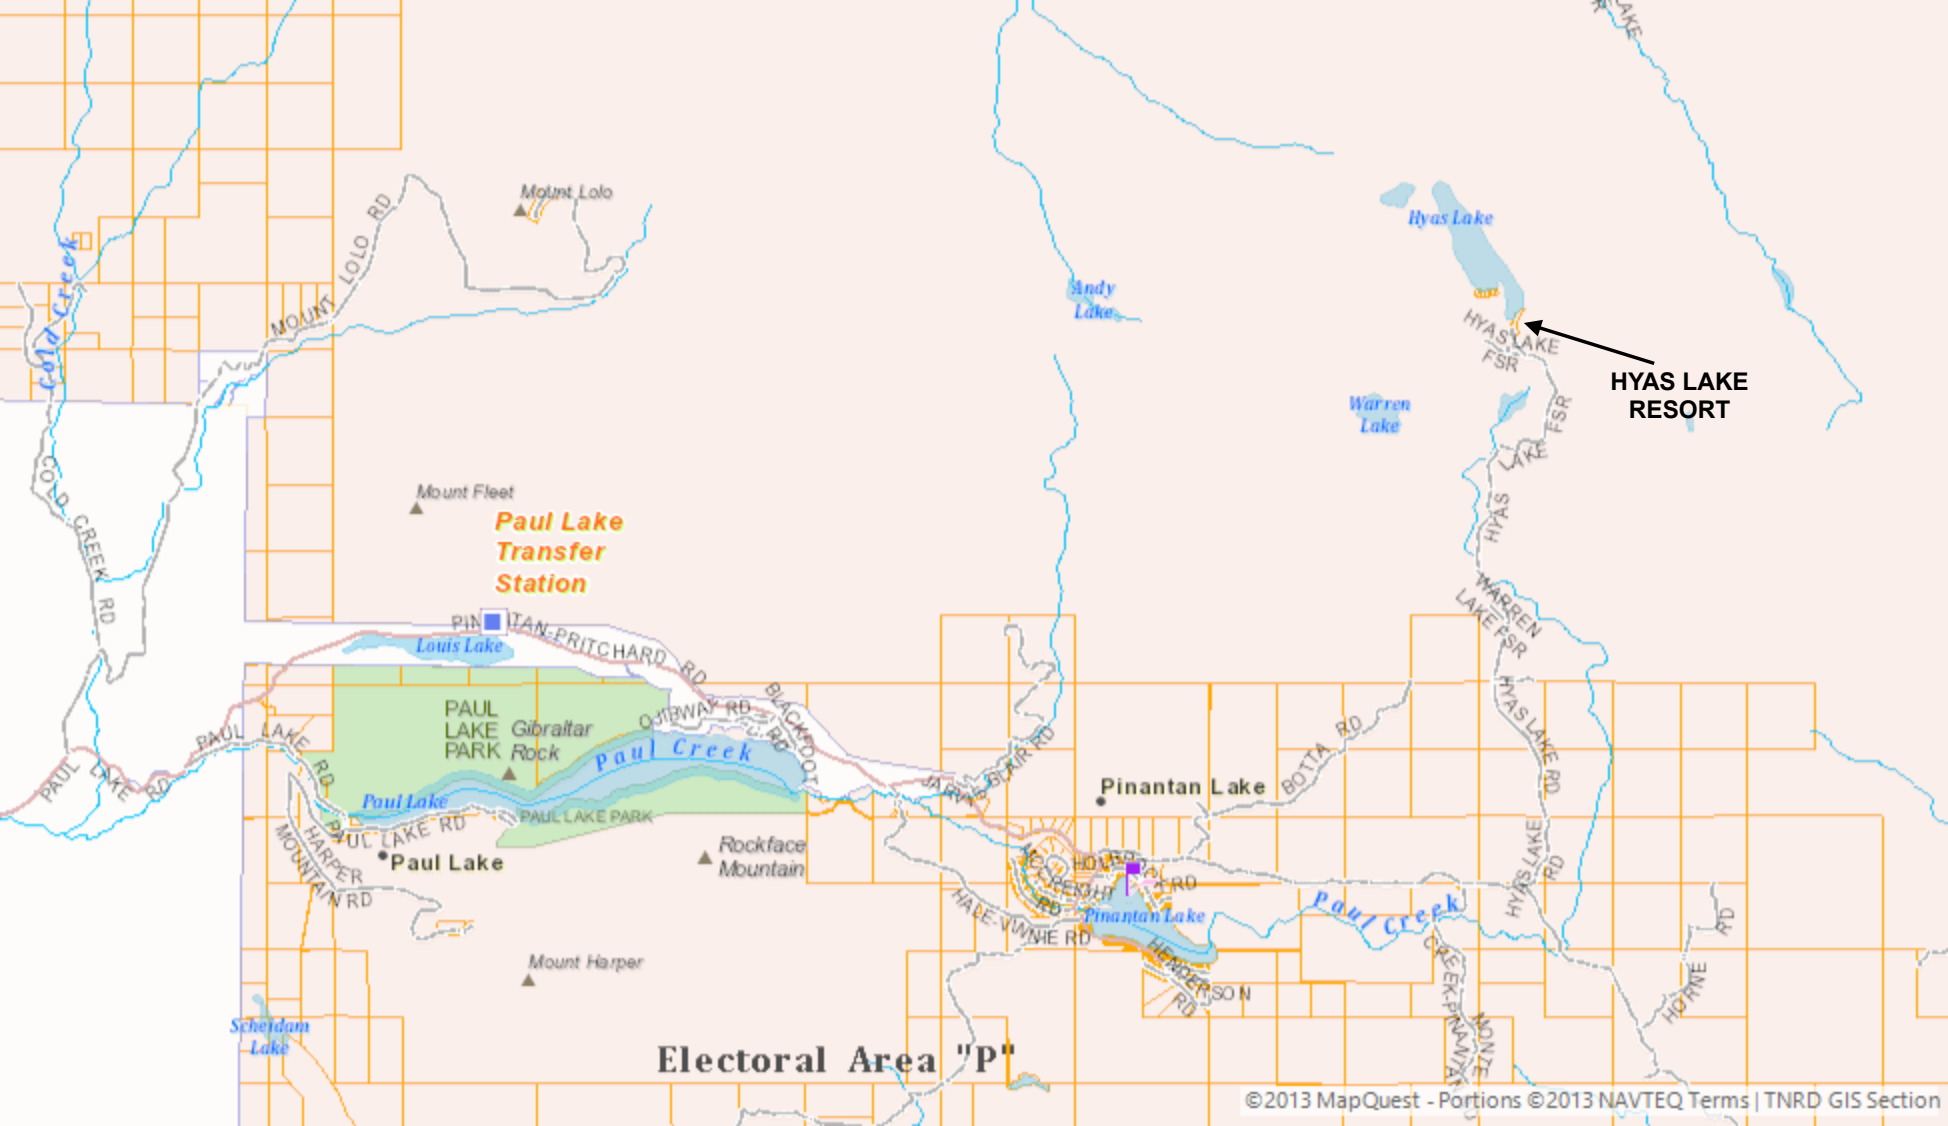 LAKE
Mount Lolo
Hyas Lake
MOUNT LOLO RD
Cold Creek
Andy
Lake
HYAS LAKE
FSR
HYAS LAKE
RESORT
Warren
Lake
HYAS LAKE FSR
Mount Fleet
Paul Lake
Transfer
Station
COLD CREEK RD
WARREN
LAKE FSR
Louis Lake
PRITCHARD RD
PAUL
LAKE
PARK
Gibraltar
Rock
OJIBWAY RD
BLACKFOOT RD
HYAS LAKE RD
PAUL LAKE RD
Paul Creek
PAUL LAKE RD
BLAIR RD
BOTTA RD
Pinantan Lake
Paul Lake
PAUL LAKE RD
PAUL LAKE PARK
HARPER
MOUNTAIN RD
Paul Lake
Rockface
Mountain
HYAS LAKE RD
RD
RD
Pinantan Lake
Paul Creek
HALE-VINNIE RD
HENDERSON
RD
HORNE RD
Mount Harper
CREEK-PINANTAN
MONTE
Scheidam
Lake
Electoral Area "P"
©2013 MapQuest - Portions ©2013 NAVTEQ Terms | TNRD GIS Section